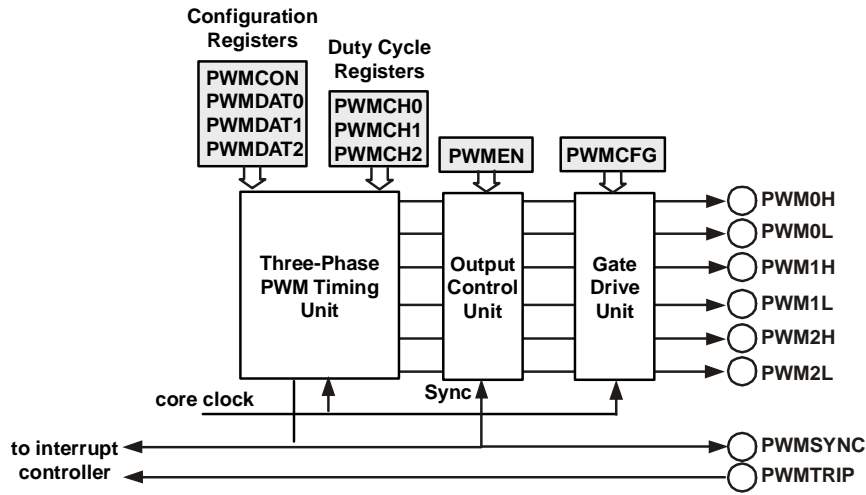 Configuration
Registers
Duty Cycle
Registers
PWMCON
PWMDAT0
PWMDAT1
PWMDAT2
PWMCH0
PWMCH1
PWMCH2
PWMEN
PWMCFG
Three-Phase
PWM Timing
Unit
Output
Control
Unit
Gate
Drive
Unit
PWM0H
PWM0L
PWM1H
PWM1L
PWM2H
PWM2L
core clock
Sync
to interrupt
controller
PWMSYNC
PWMTRIP